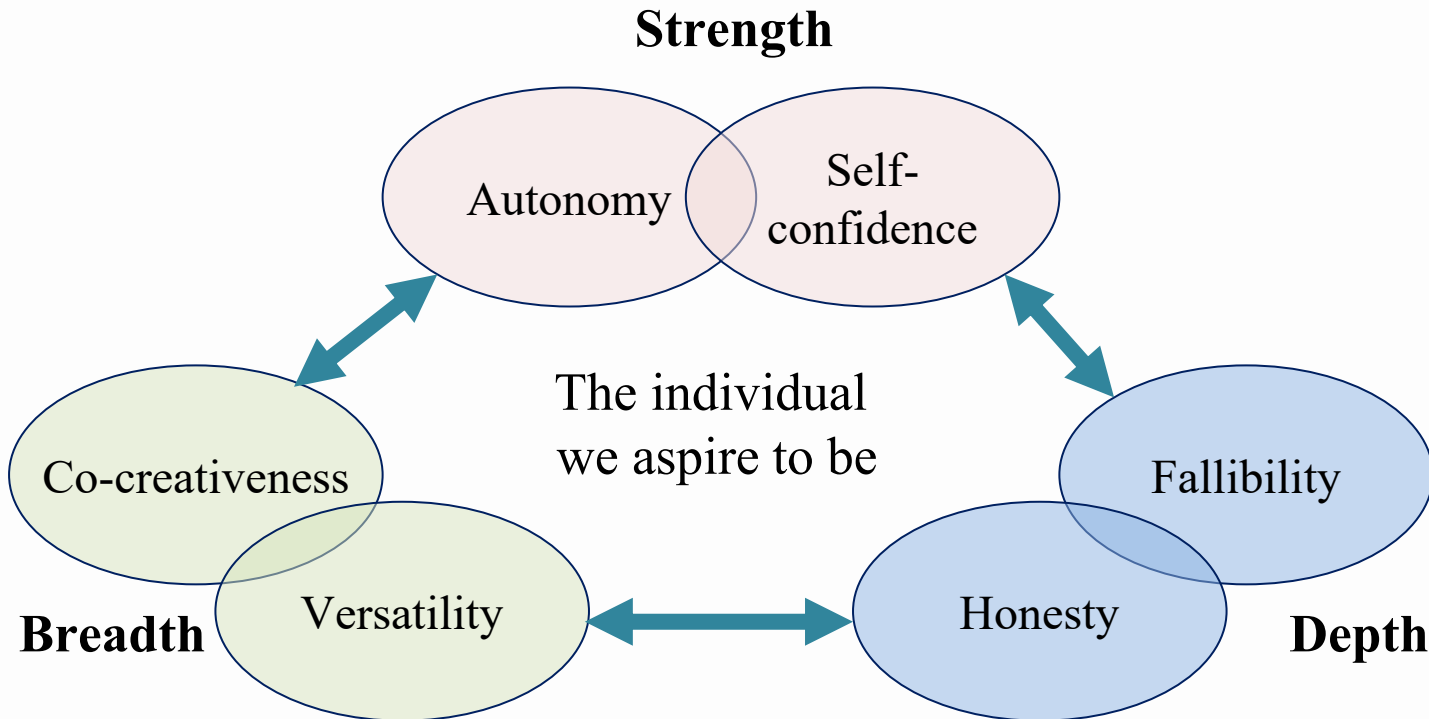 Strength
Autonomy
Self-
confidence
The individual
we aspire to be
Co-creativeness
Fallibility
Versatility
Honesty
Breadth
Depth